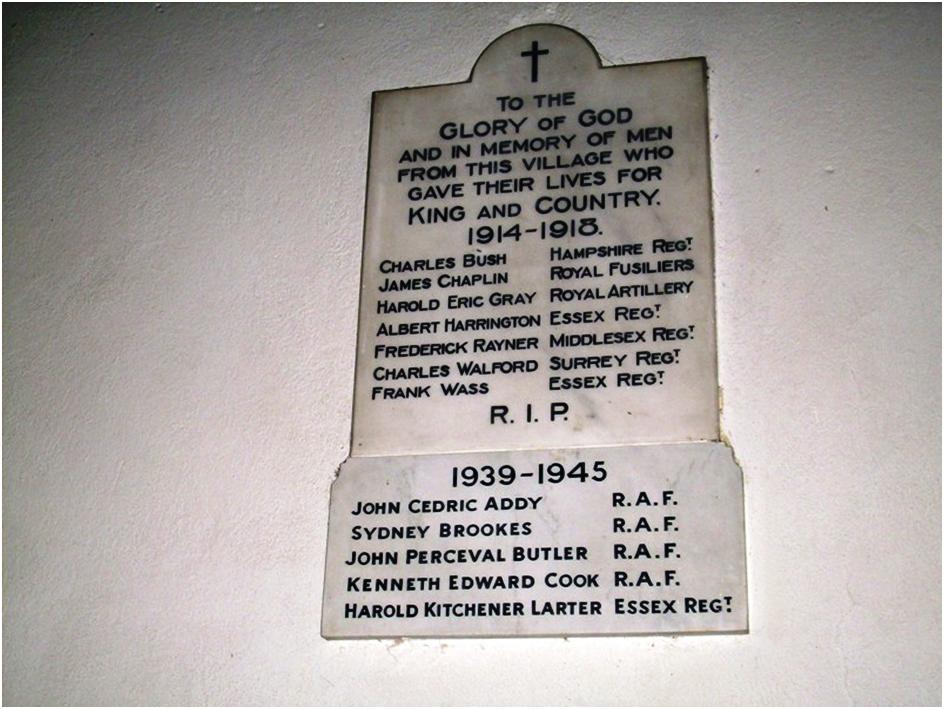 TO THE
GLORY OF GOD
AND IN MEMORY OF MEN
FROM THIS VILLAGE WHO
GAVE THEIR LIVES FOR
KING AND COUNTRY.
1914-1918.
CHARLES BUSH HAMPSHIRE REGT.
JAMES CHAPLIN ROYAL FUSILIERS
HAROLD ERIC GRAY ROYAL ARTILLERY
ALBERT HARRINGTON ESSEX REGT.
FREDERICK RAYNER MIDDLESEX REGT.
CHARLES WALFORD SURREY REGT.
FRANK WASS ESSEX REGT.
R. I. P.
1939-1945
JOHN CEDRIC ADDY R.A.F.
SYDNEY BROOKES R.A.F.
JOHN PERCEVAL BUTLER R.A.F.
KENNETH EDWARD COOK R.A.F.
HAROLD KITCHENER LARTER ESSEX REGT.